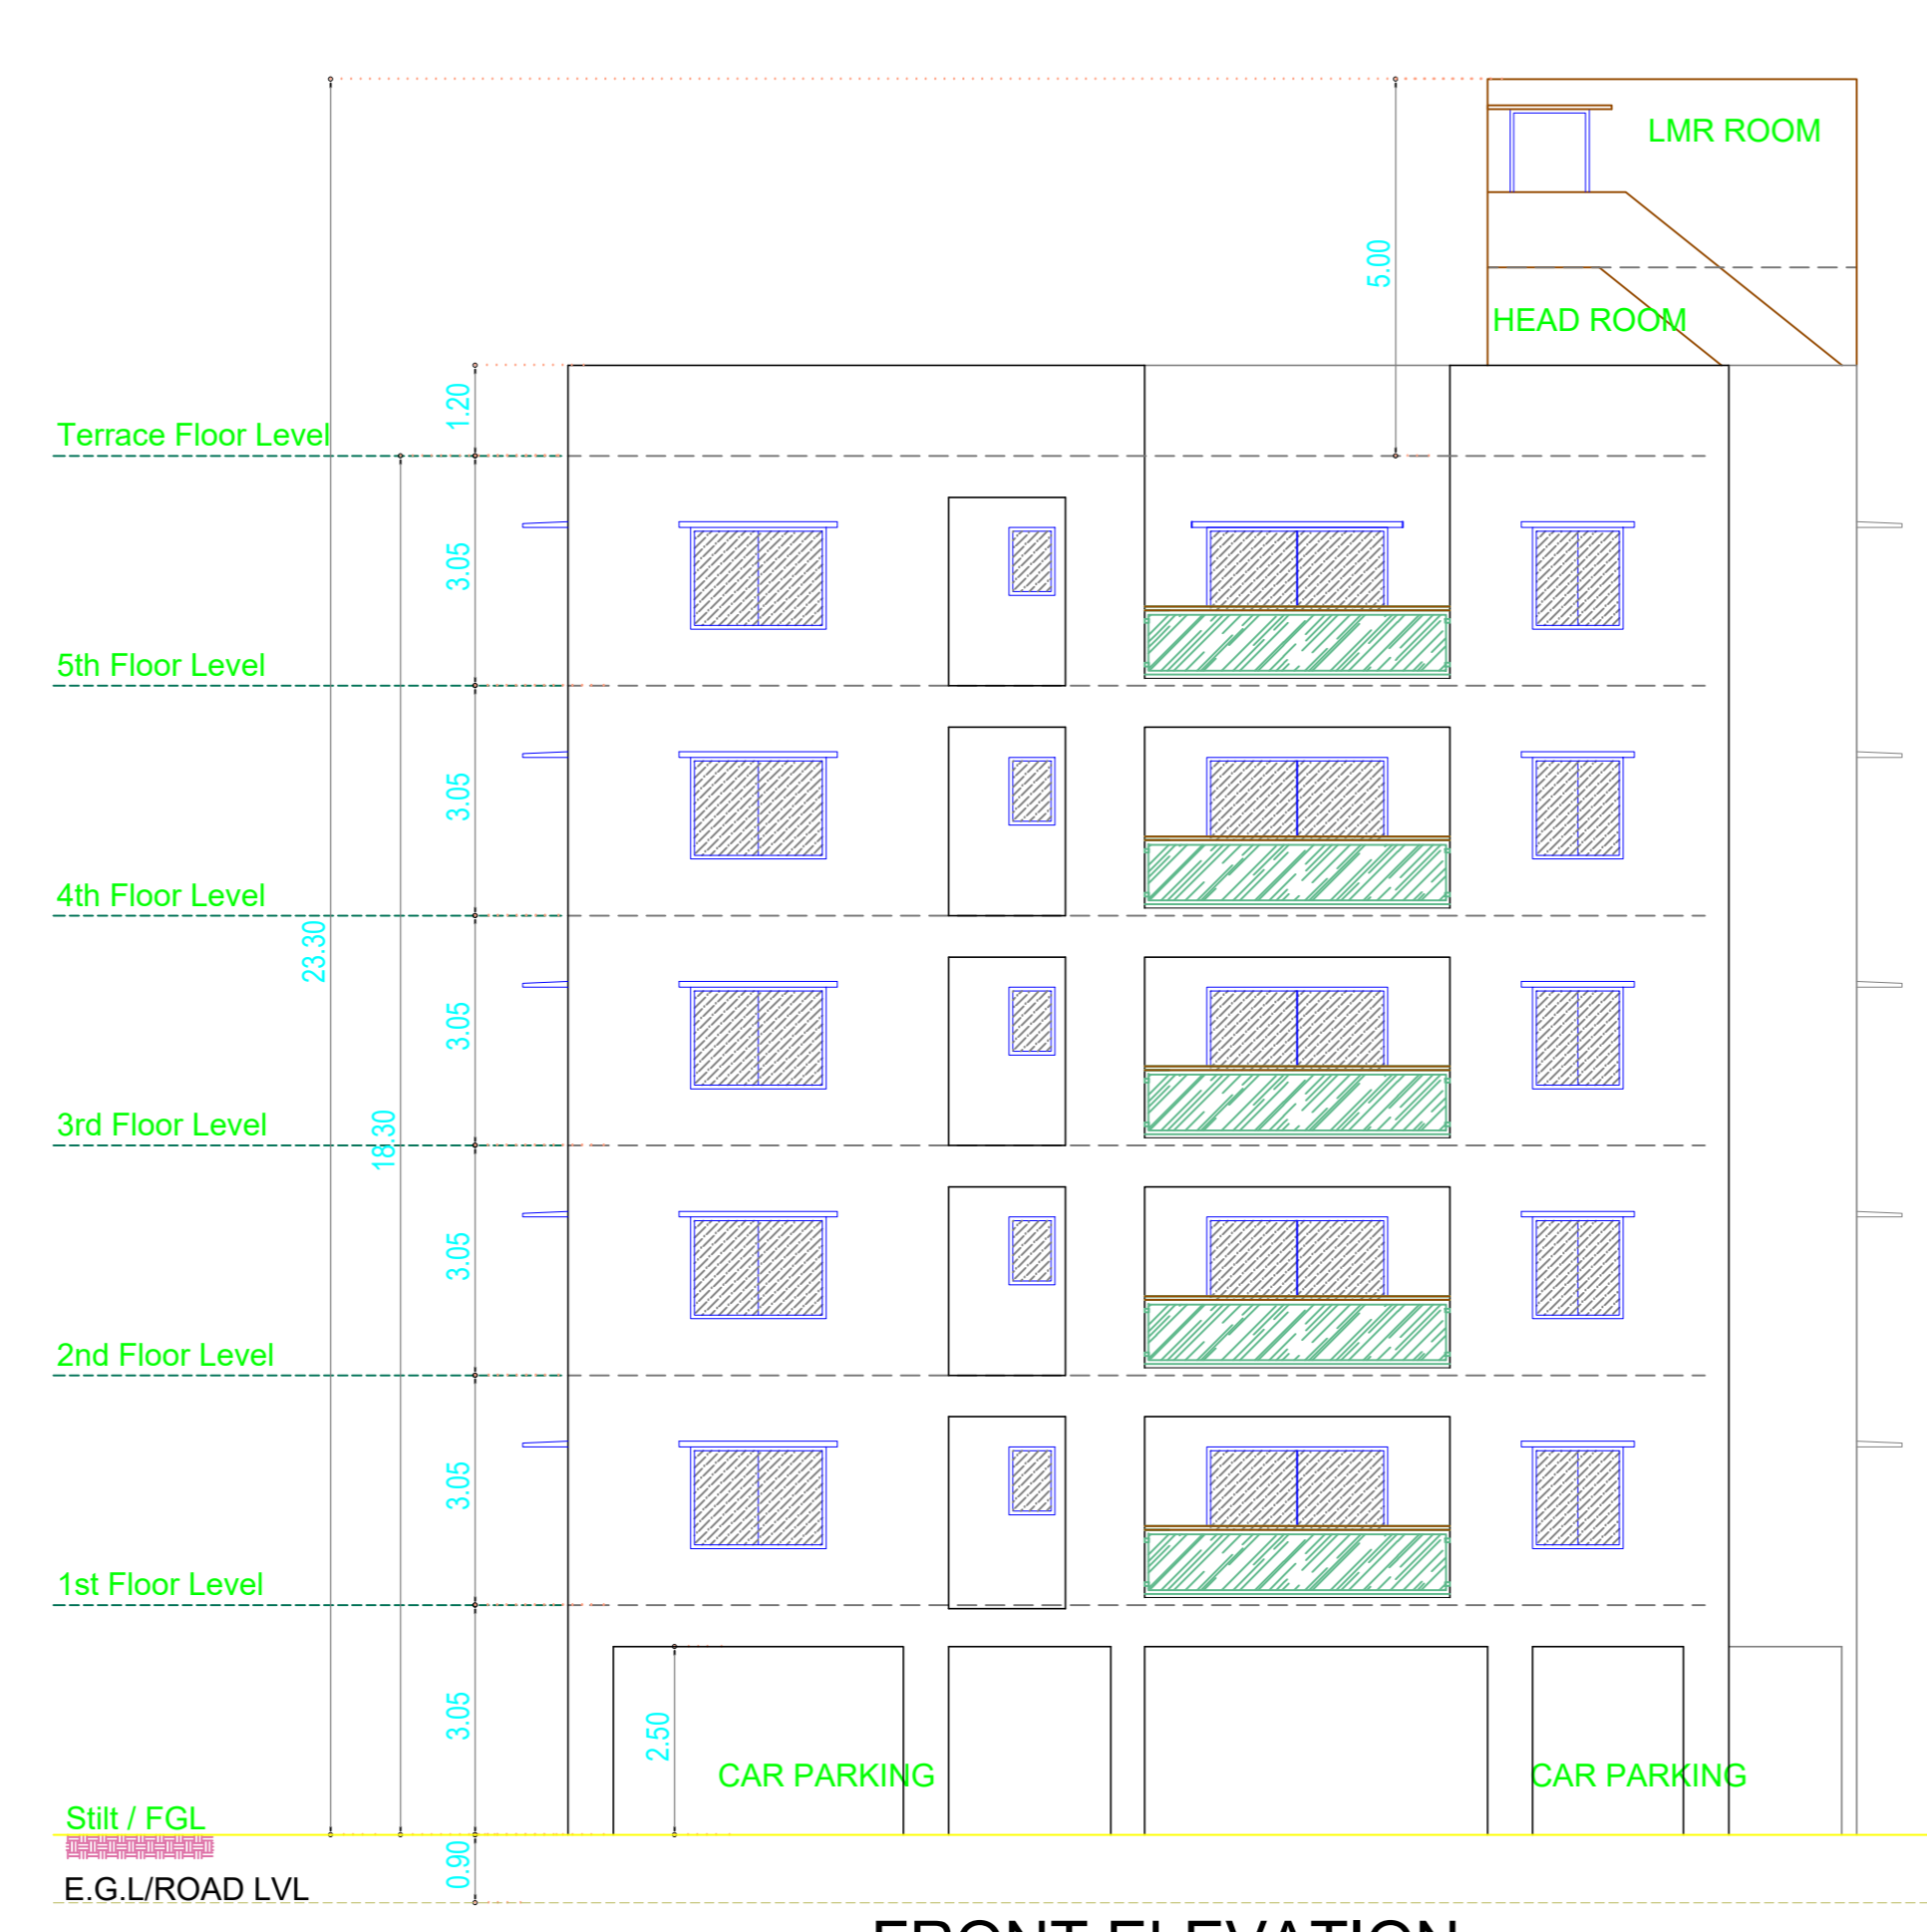 LMR ROOM
5.00
HEAD ROOM
1.20
Terrace Floor Level
3.05
5th Floor Level
3.05
4th Floor Level
23.30
3.05
3rd Floor Level
18.30
3.05
2nd Floor Level
3.05
1st Floor Level
3.05
2.50
CAR PARKING
CAR PARKING
Stilt / FGL
0.90
E.G.L/ROAD LVL
FRONT ELEVATION